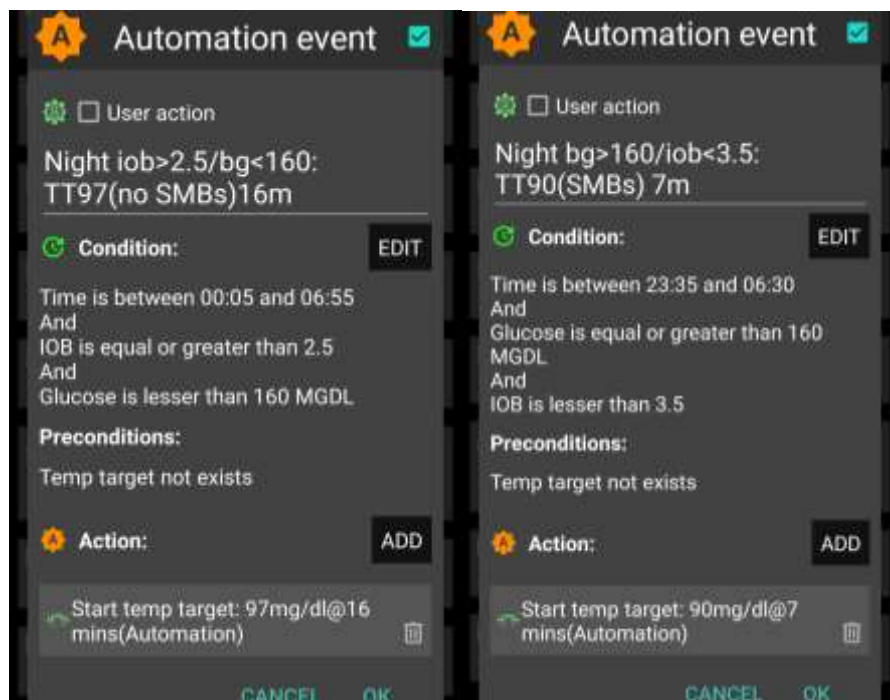 A Automation event
User action
Night iob>2.5/bg<160:
TT97(no SMBs)16m
Condition:
EDIT
Time is between 00:05 and 06:55
And
IOB is equal or greater than 2.5
And
Glucose is lesser than 160 MGDL
Preconditions:
Temp target not exists
A Action:
ADD
Start temp target: 97mg/dl@16
mins(Automation)
CANCEL OK
A Automation event
User action
Night bg>160/iob<3.5:
TT90(SMBs) 7m
Condition:
EDIT
Time is between 23:35 and 06:30
And
Glucose is equal or greater than 160
MGDL
And
IOB is lesser than 3.5
Preconditions:
Temp target not exists
A Action:
ADD
Start temp target: 90mg/dl@7
mins(Automation)
CANCEL OK